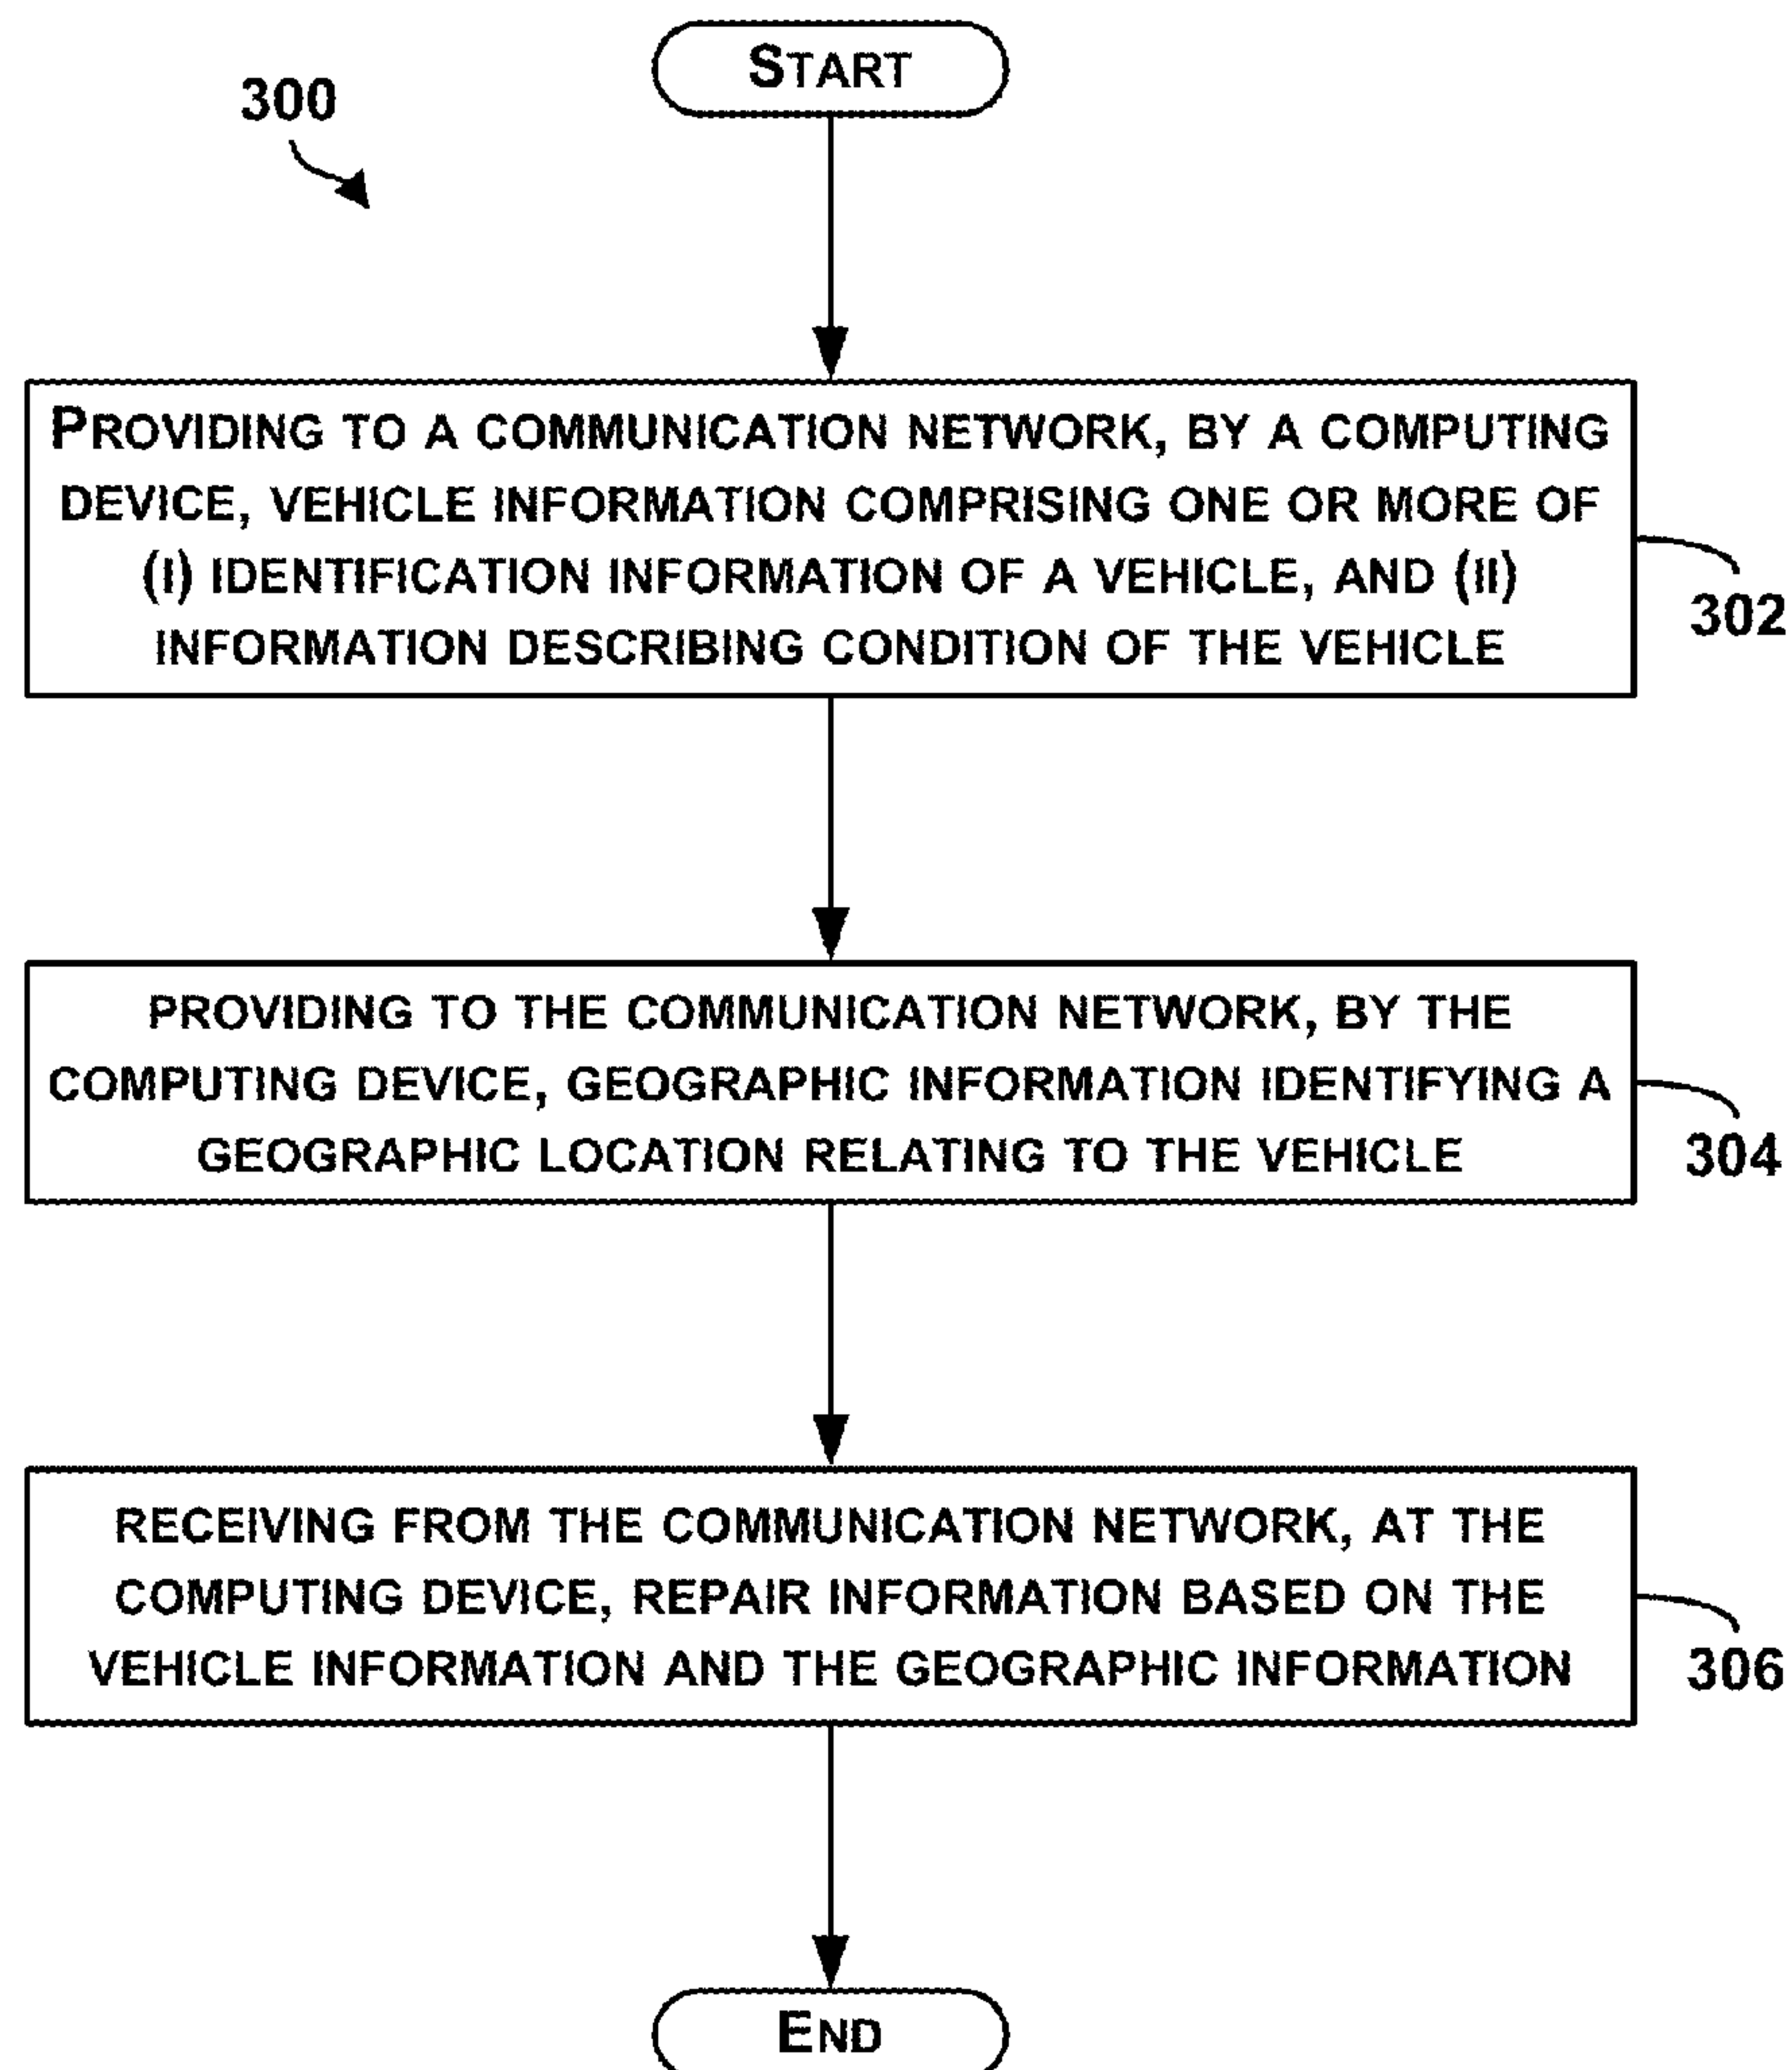 START
300
PROVIDING TO A COMMUNICATION NETWORK, BY A COMPUTING
DEVICE, VEHICLE INFORMATION COMPRISING ONE OR MORE OF
(I) IDENTIFICATION INFORMATION OF A VEHICLE, AND (II)
INFORMATION DESCRIBING CONDITION OF THE VEHICLE
302
PROVIDING TO THE COMMUNICATION NETWORK, BY THE
COMPUTING DEVICE, GEOGRAPHIC INFORMATION IDENTIFYING A
GEOGRAPHIC LOCATION RELATING TO THE VEHICLE
304
RECEIVING FROM THE COMMUNICATION NETWORK, AT THE
COMPUTING DEVICE, REPAIR INFORMATION BASED ON THE
VEHICLE INFORMATION AND THE GEOGRAPHIC INFORMATION
306
END